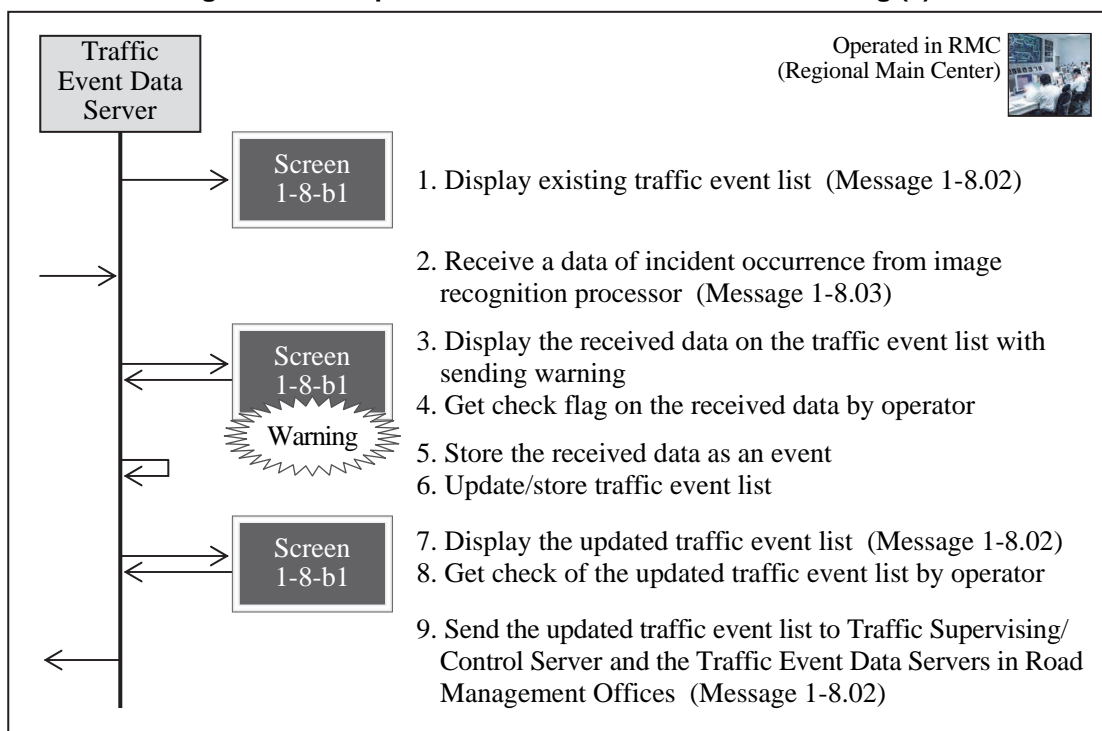 Traffic
Event Data
Server
Operated in RMC
(Regional Main Center)
Screen
1-8-b1
1. Display existing traffic event list (Message 1-8.02)
2. Receive a data of incident occurrence from image
recognition processor (Message 1-8.03)
Screen
1-8-b1
Warning
3. Display the received data on the traffic event list with
sending warning
4. Get check flag on the received data by operator
5. Store the received data as an event
6. Update/store traffic event list
Screen
1-8-b1
7. Display the updated traffic event list (Message 1-8.02)
8. Get check of the updated traffic event list by operator
9. Send the updated traffic event list to Traffic Supervising/
Control Server and the Traffic Event Data Servers in Road
Management Offices (Message 1-8.02)